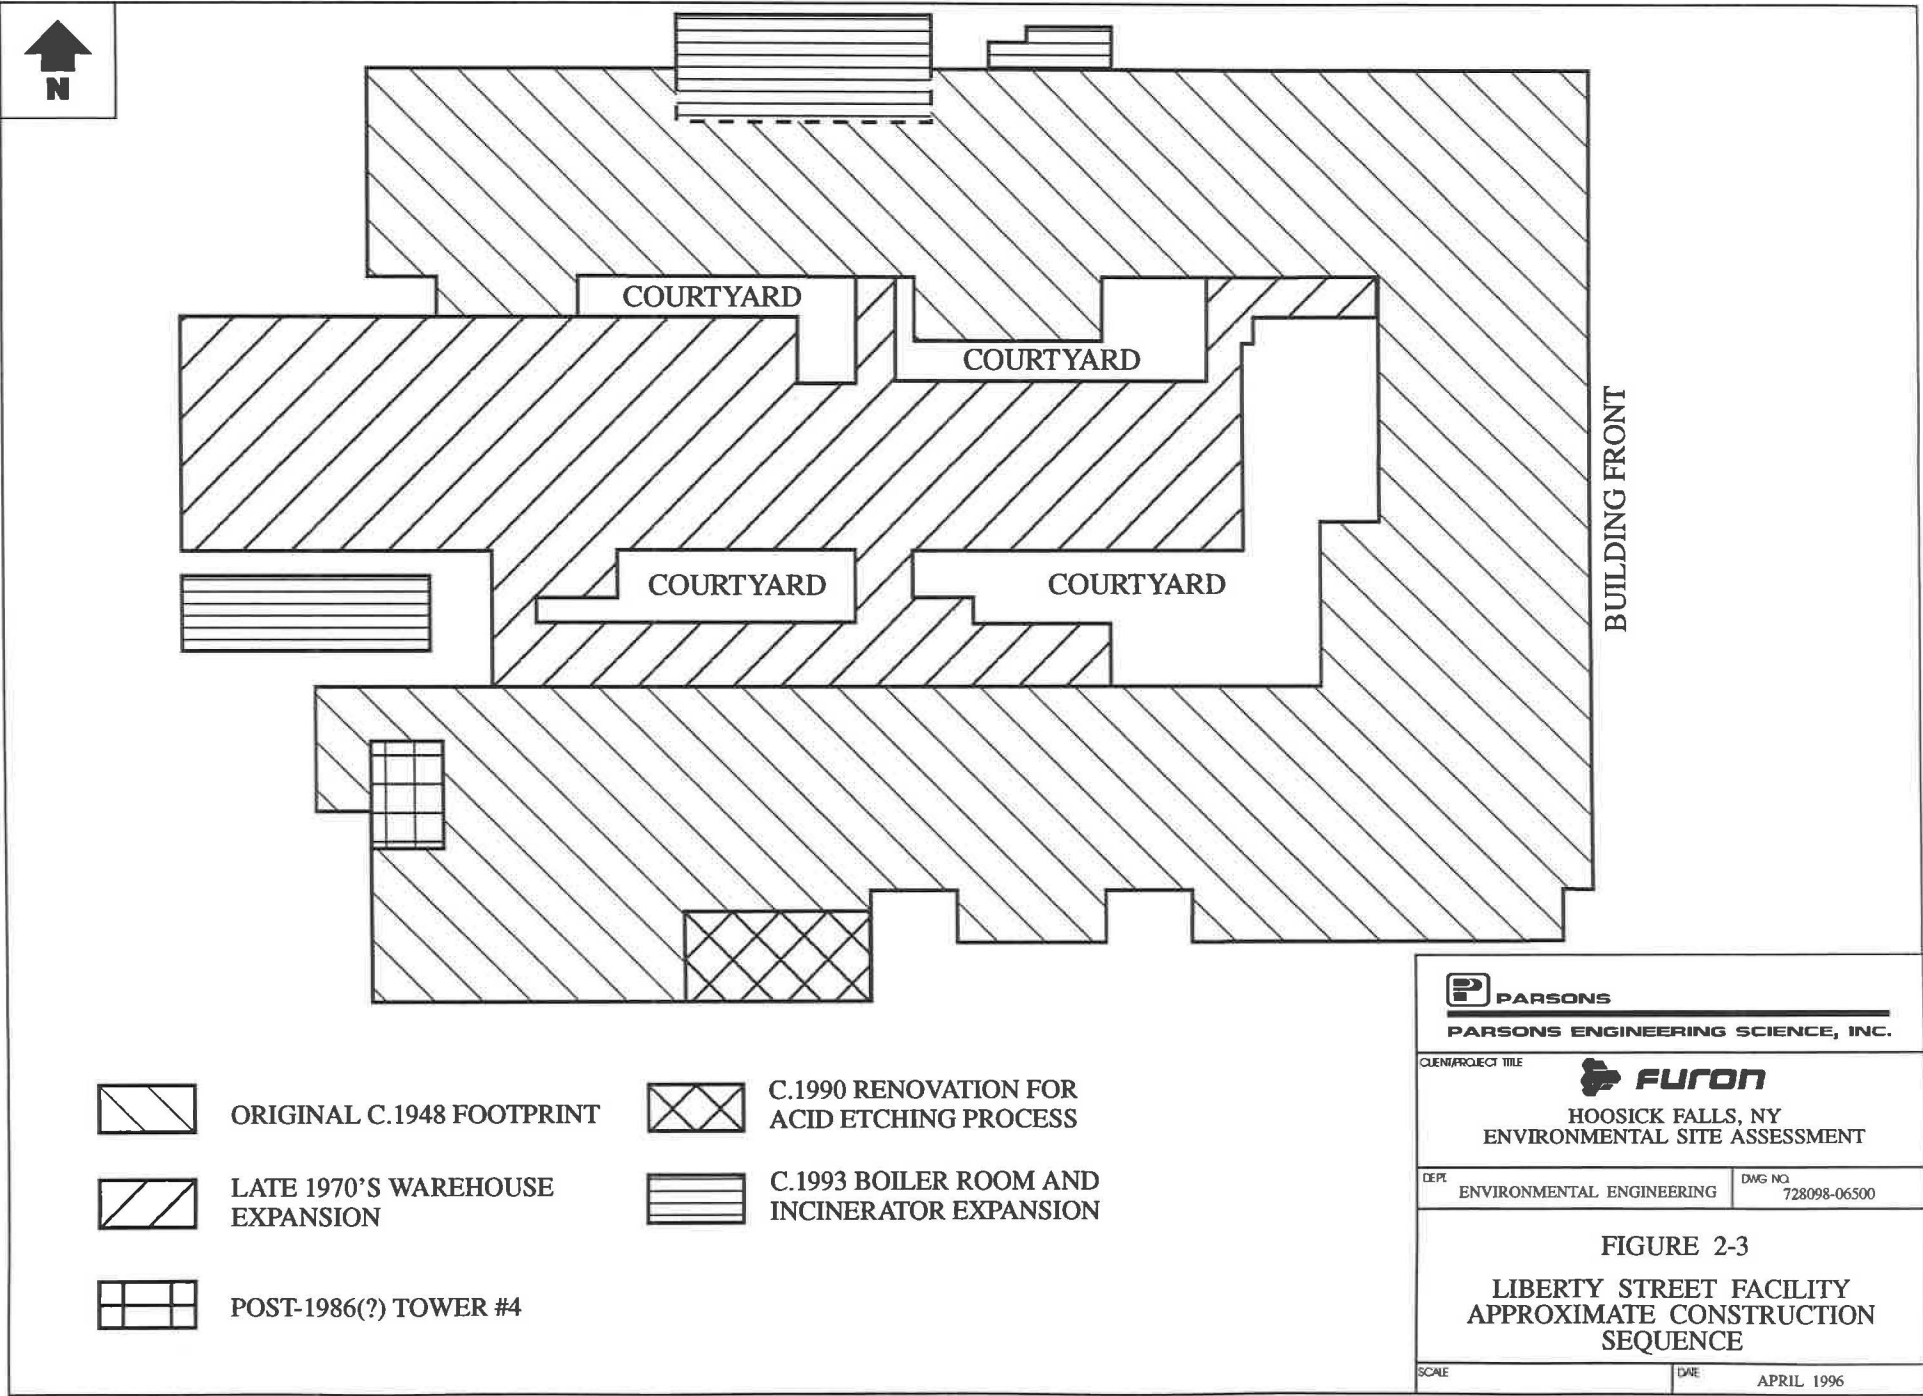 N
COURTYARD
COURTYARD
COURTYARD
COURTYARD
BUILDING FRONT
ORIGINAL C.1948 FOOTPRINT
LATE 1970'S WAREHOUSE
EXPANSION
POST-1986(?) TOWER #4
C.1990 RENOVATION FOR
ACID ETCHING PROCESS
C.1993 BOILER ROOM AND
INCINERATOR EXPANSION
PARSONS
PARSONS ENGINEERING SCIENCE, INC.
CLIENT/PROJECT TITLE
FURON
HOOSICK FALLS, NY
ENVIRONMENTAL SITE ASSESSMENT
DEPT.
ENVIRONMENTAL ENGINEERING
DWG NO.
728098-06500
FIGURE 2-3
LIBERTY STREET FACILITY
APPROXIMATE CONSTRUCTION
SEQUENCE
SCALE
DATE
APRIL 1996